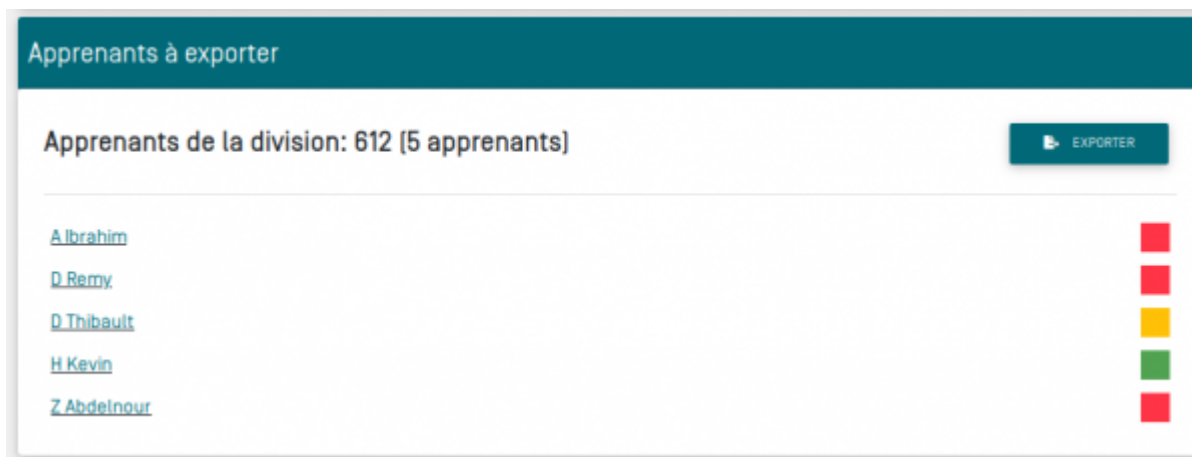 Apprenants à exporter
Apprenants de la division: 612 (5 apprenants)
EXPORTER
A Ibrahim
D Remy
D Thibault
H Kevin
Z Abdelnour